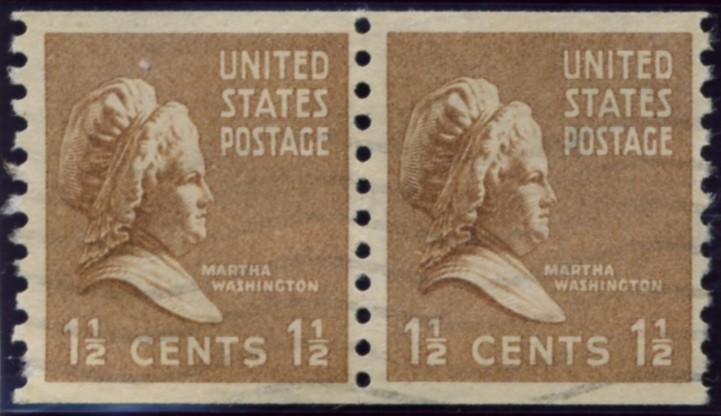 UNITED
STATES
POSTAGE
MARTHA
WASHINGTON
1½ CENTS 1½
UNITED
STATES
POSTAGE
MARTHA
WASHINGTON
1½ CENTS 1½